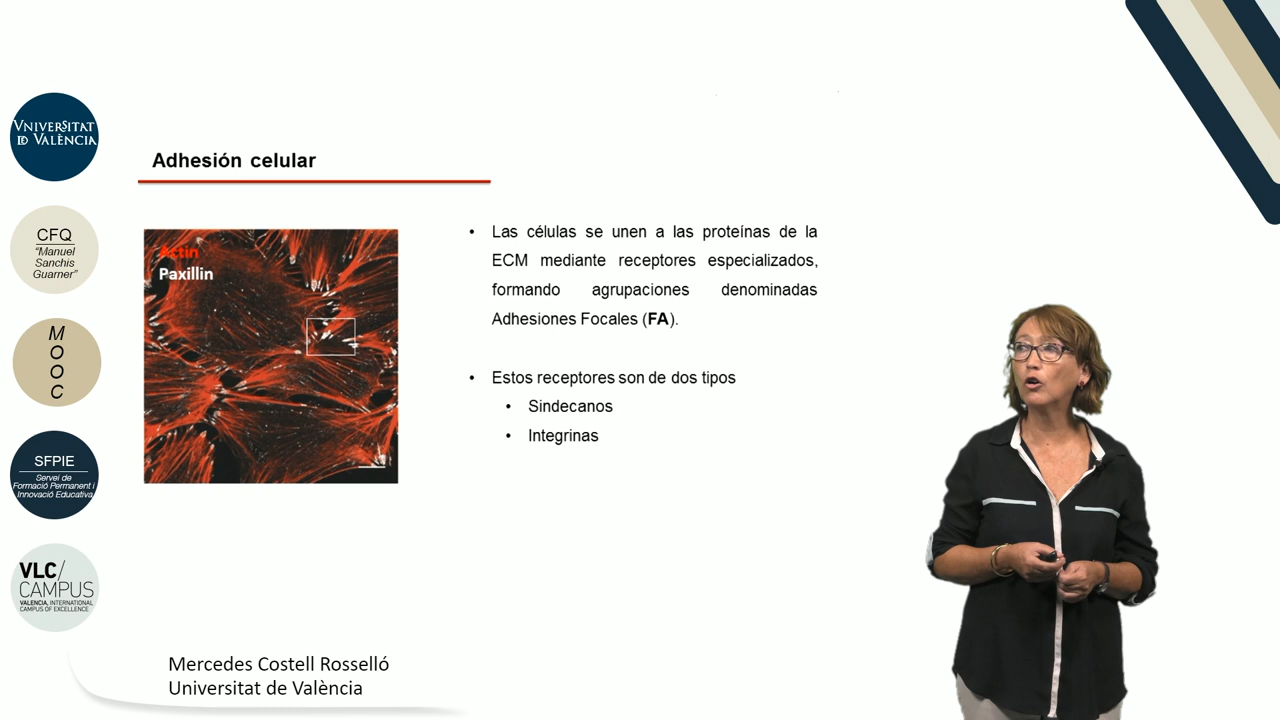 VNIVERSITAT
ID VALÈNCIA
CFQ
"Manuel
Sanchis
Guarner"
M
O
O
C
SFPIE
Servei de
Formació Permanent i
Innovació Educativa
VLC/
CAMPUS
VALENCIA, INTERNATIONAL
CAMPUS OF EXCELLENCE
Adhesión celular
Actin
Paxillin
• Las células se unen a las proteínas de la
ECM mediante receptores especializados,
formando agrupaciones denominadas
Adhesiones Focales (FA).
• Estos receptores son de dos tipos
• Sindecanos
• Integrinas
Mercedes Costell Rosselló
Universitat de València